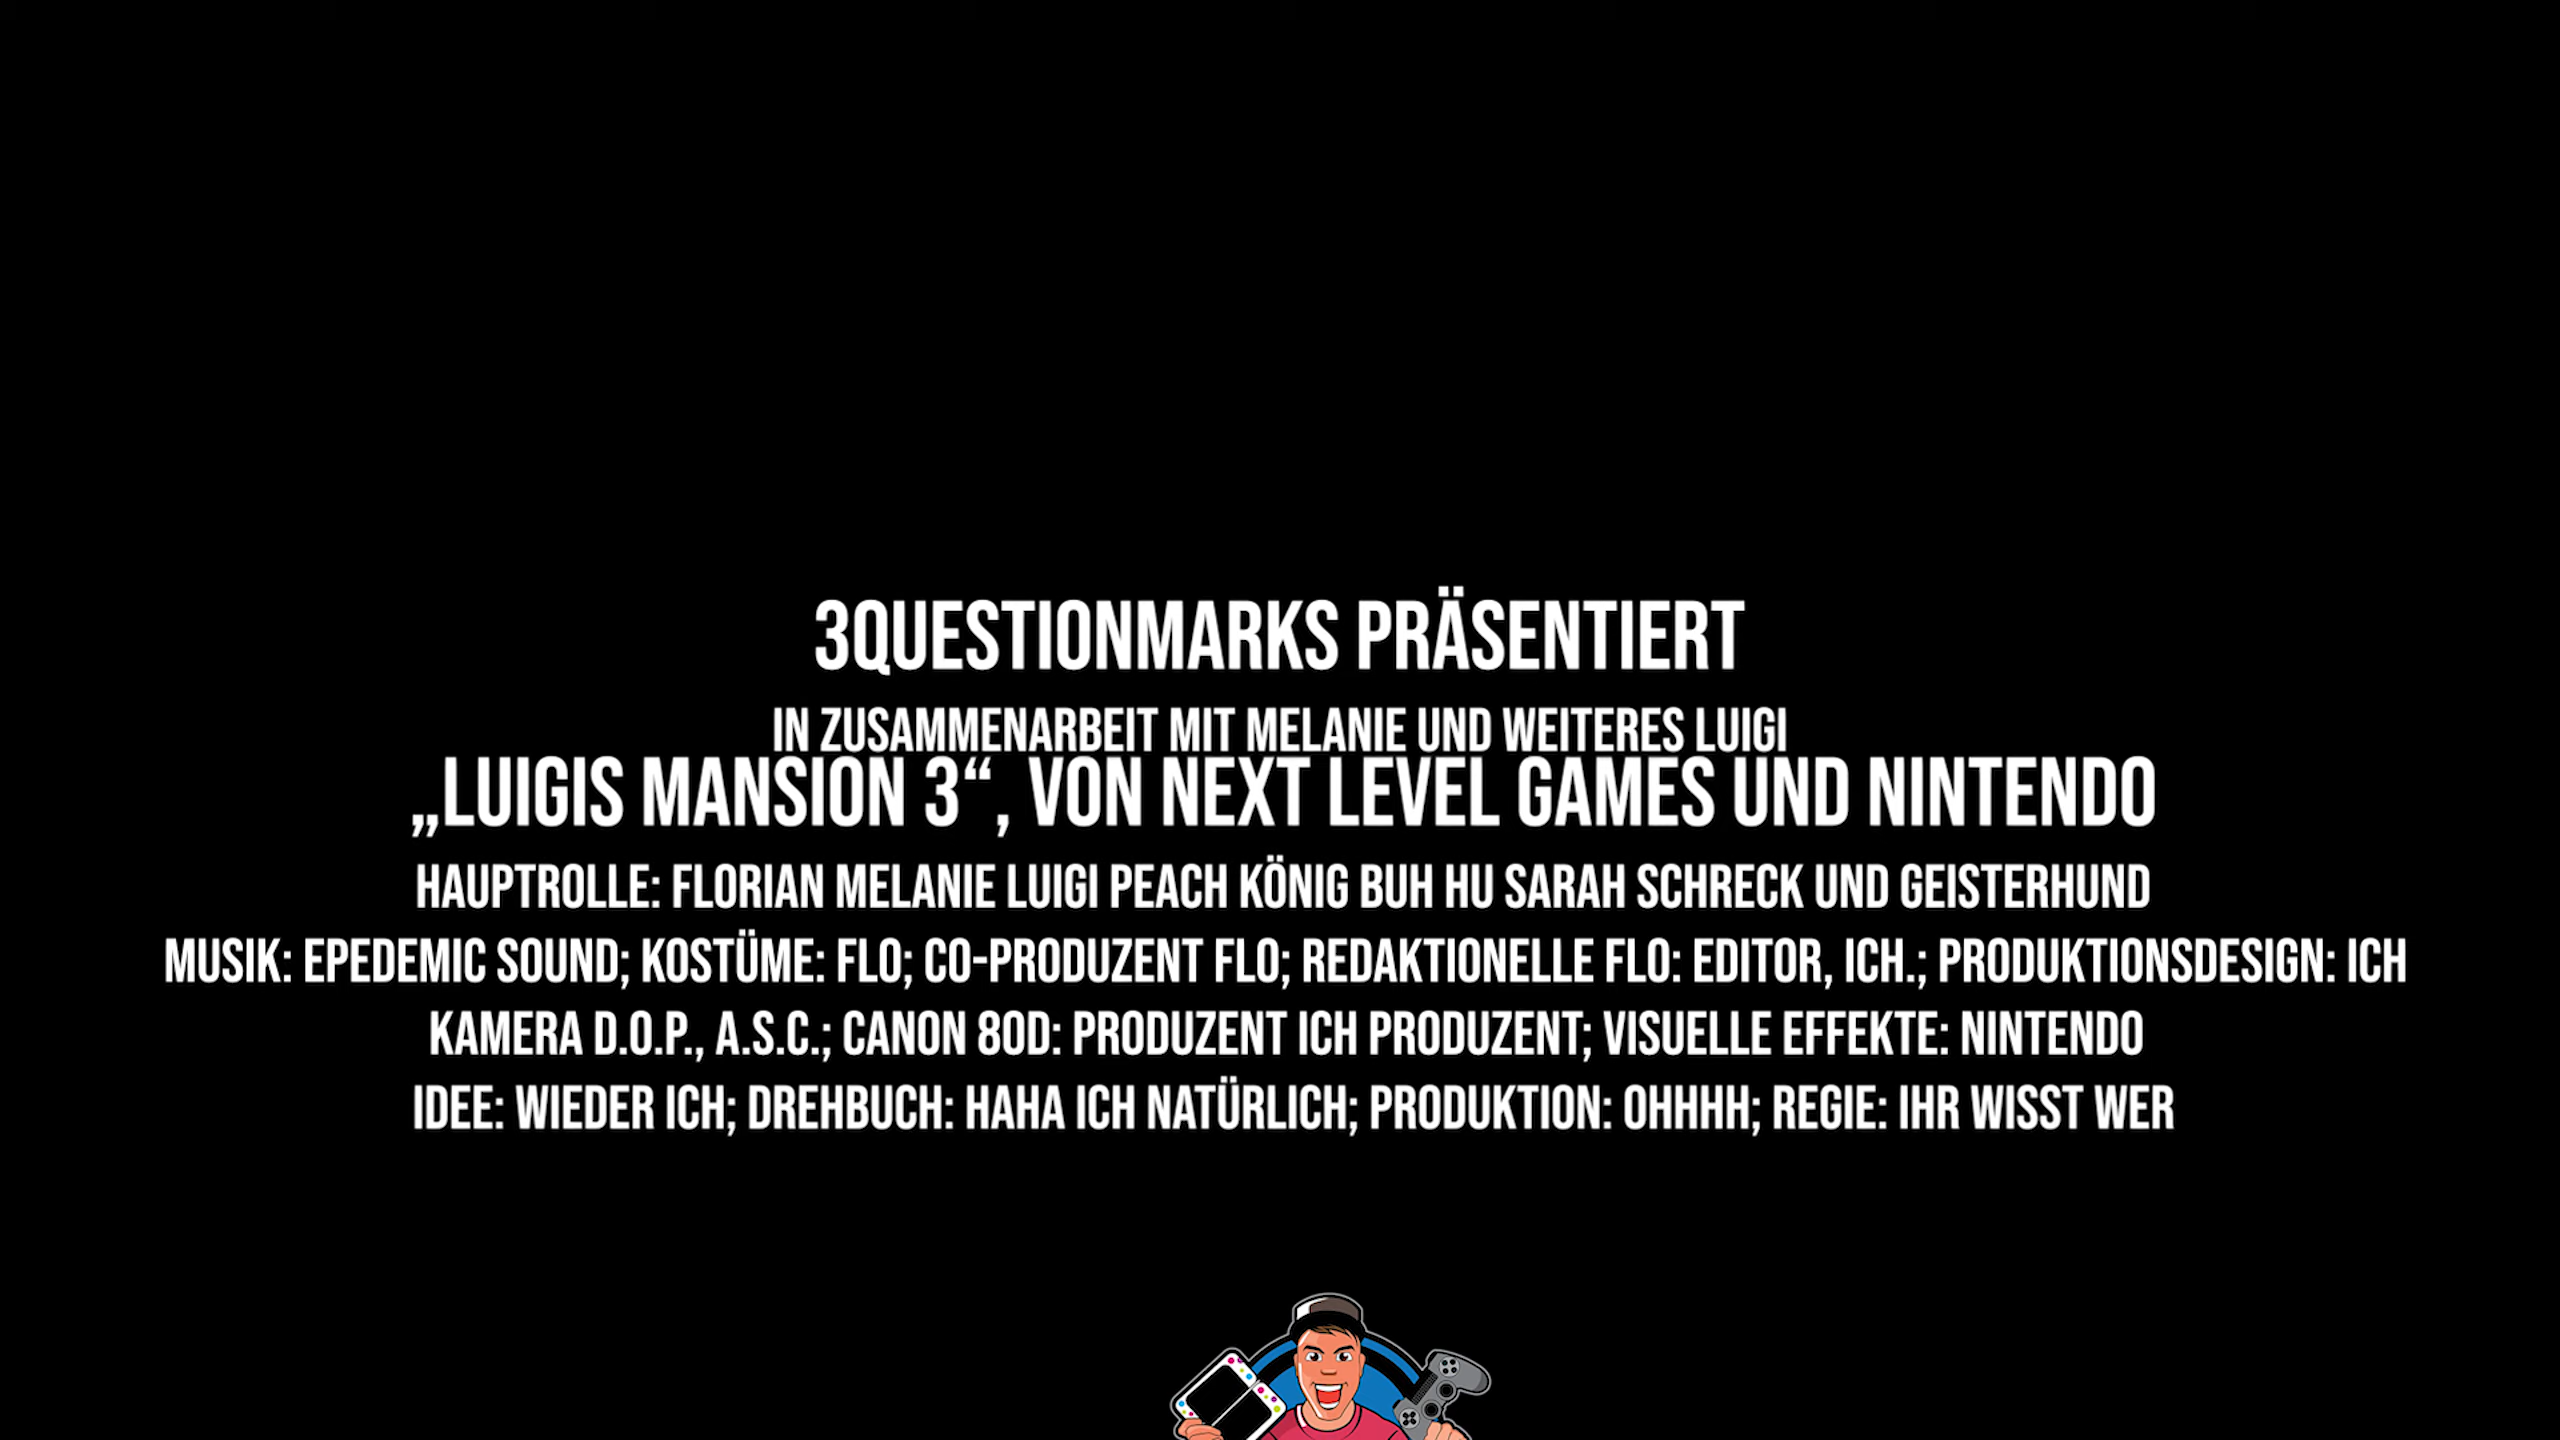 3QUESTIONMARKS PRÄSENTIERT
IN ZUSAMMENARBEIT MIT MELANIE UND WEITERES LUIGI
„LUIGIS MANSION 3“, VON NEXT LEVEL GAMES UND NINTENDO
HAUPTROLLE: FLORIAN MELANIE LUIGI PEACH KÖNIG BUH HU SARAH SCHRECK UND GEISTERHUND
MUSIK: EPEDEMIC SOUND; KOSTÜME: FLO; CO-PRODUZENT FLO; REDAKTIONELLE FLO: EDITOR, ICH.; PRODUKTIONSDESIGN: ICH
KAMERA D.O.P., A.S.C.; CANON 80D: PRODUZENT ICH PRODUZENT; VISUELLE EFFEKTE: NINTENDO
IDEE: WIEDER ICH; DREHBUCH: HAHA ICH NATÜRLICH; PRODUKTION: OHHHH; REGIE: IHR WISST WER